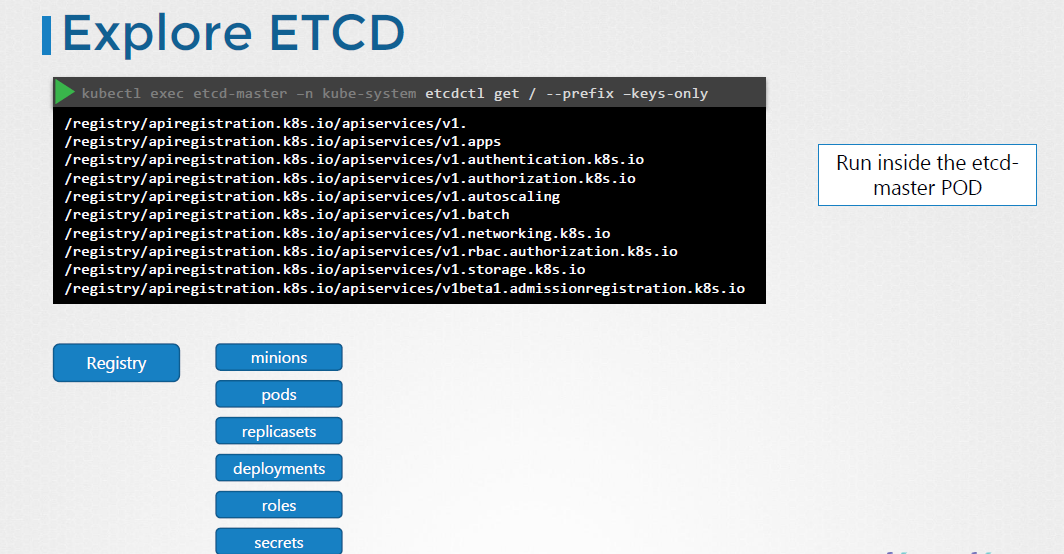 Explore ETCD
kubectl exec etcd-master –n kube-system etcdctl get / --prefix –keys-only
/registry/apiregistration.k8s.io/apiservices/v1.
/registry/apiregistration.k8s.io/apiservices/v1.apps
/registry/apiregistration.k8s.io/apiservices/v1.authentication.k8s.io
/registry/apiregistration.k8s.io/apiservices/v1.authorization.k8s.io
/registry/apiregistration.k8s.io/apiservices/v1.autoscaling
/registry/apiregistration.k8s.io/apiservices/v1.batch
/registry/apiregistration.k8s.io/apiservices/v1.networking.k8s.io
/registry/apiregistration.k8s.io/apiservices/v1.rbac.authorization.k8s.io
/registry/apiregistration.k8s.io/apiservices/v1.storage.k8s.io
/registry/apiregistration.k8s.io/apiservices/v1beta1.admissionregistration.k8s.io
Run inside the etcd-
master POD
Registry
minions
pods
replicasets
deployments
roles
secrets